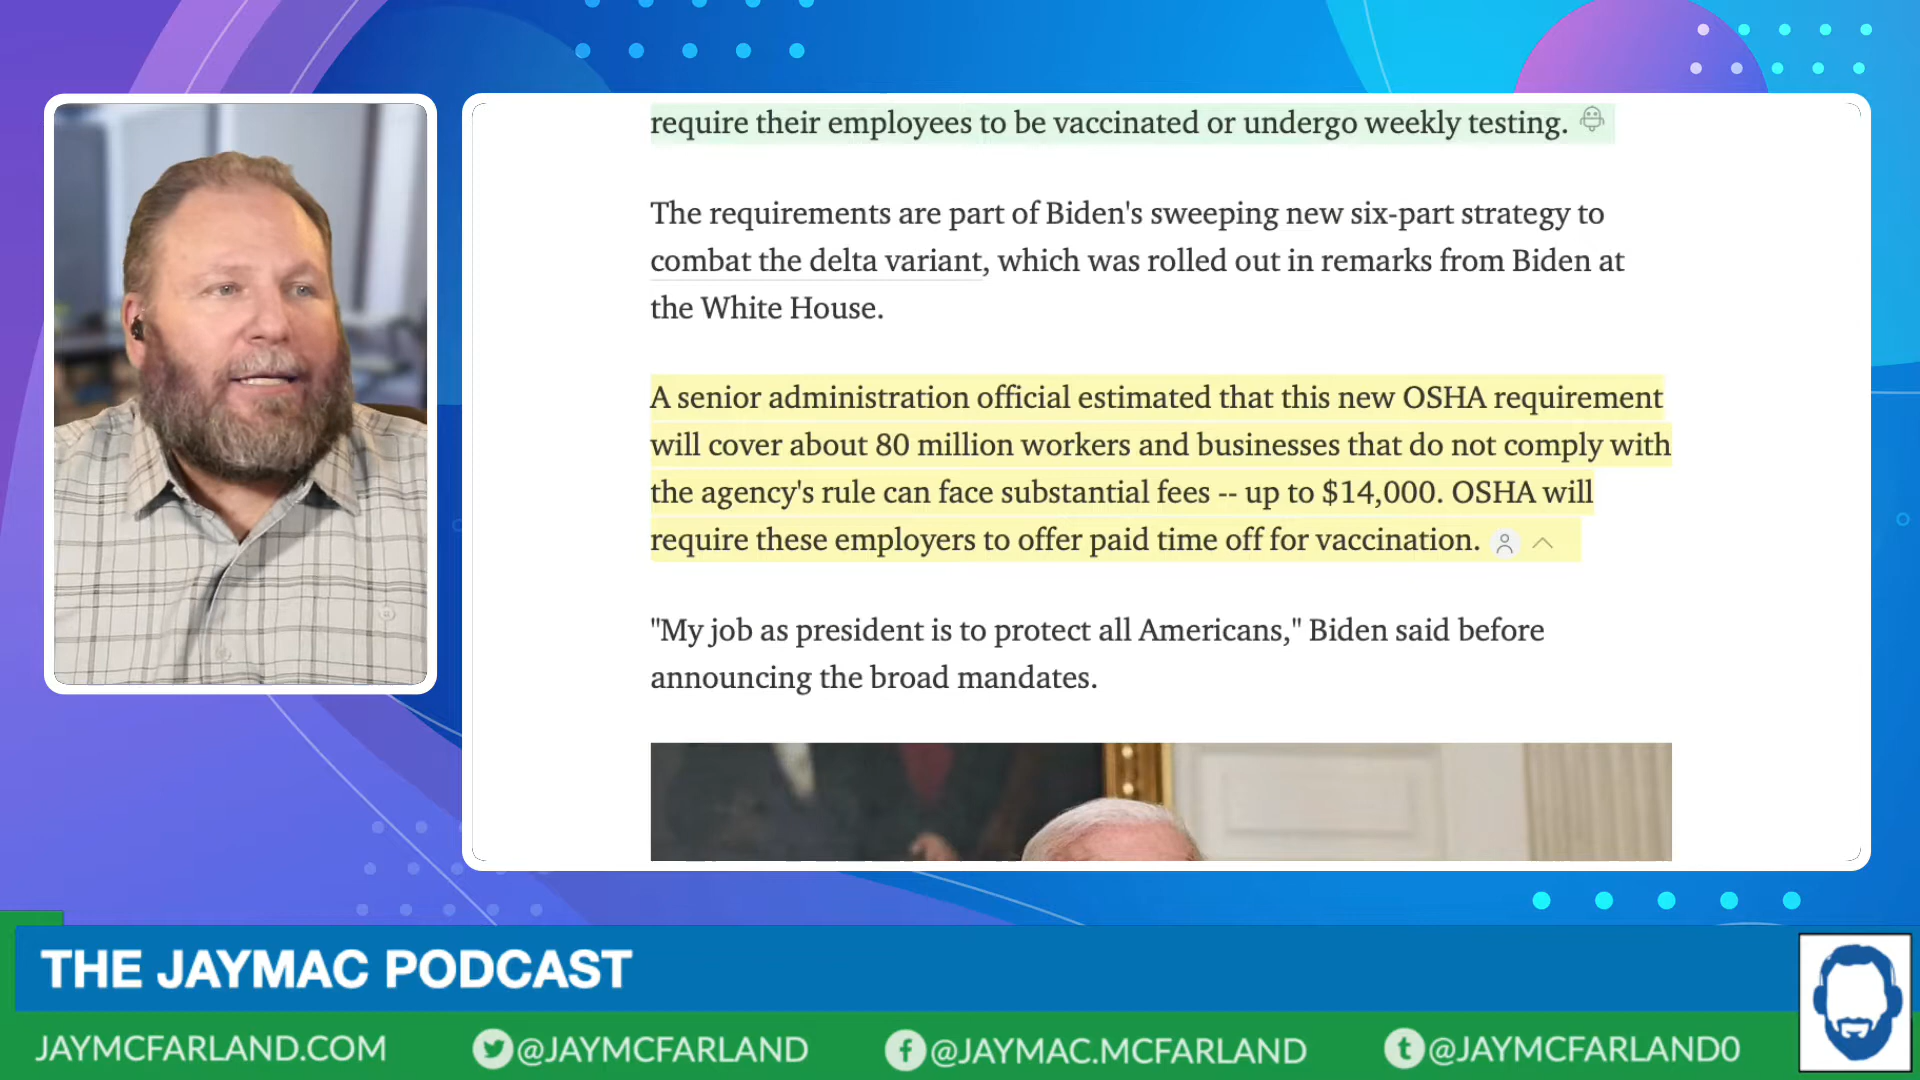 require their employees to be vaccinated or undergo weekly testing.
The requirements are part of Biden's sweeping new six-part strategy to
combat the delta variant, which was rolled out in remarks from Biden at
the White House.
A senior administration official estimated that this new OSHA requirement
will cover about 80 million workers and businesses that do not comply with
the agency's rule can face substantial fees -- up to $14,000. OSHA will
require these employers to offer paid time off for vaccination.
"My job as president is to protect all Americans," Biden said before
announcing the broad mandates.
THE JAYMAC PODCAST
JAYMCFARLAND.COM
@JAYMCFARLAND
f @JAYMAC.MCFARLAND
t @JAYMCFARLAND0